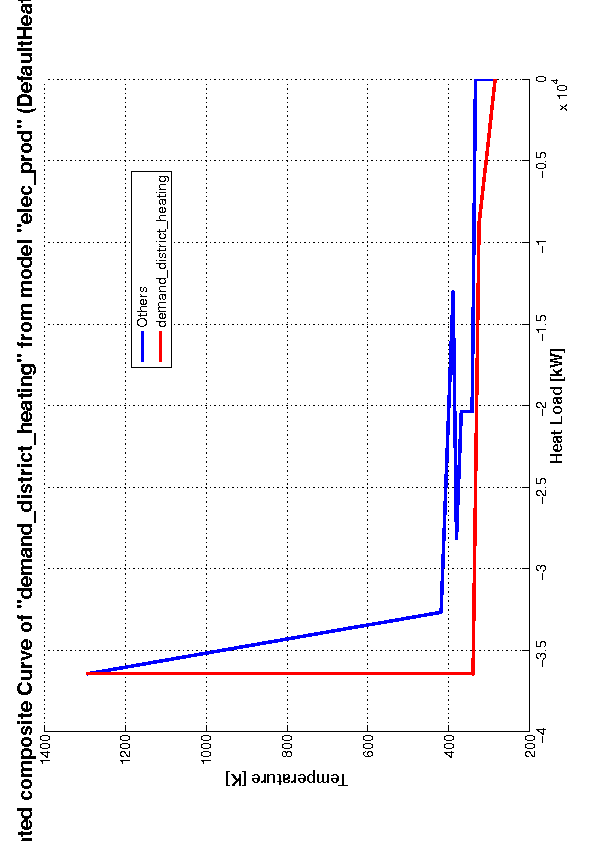 ted composite Curve of "demand_district_heating" from model "elec_prod" (DefaultHeat
Others
demand_district_heating
Temperature [K]
1400
1200
1000
800
600
400
200
-4
-3.5
-3
-2.5
-2
-1.5
-1
-0.5
0
x 10^4
Heat Load [kW]